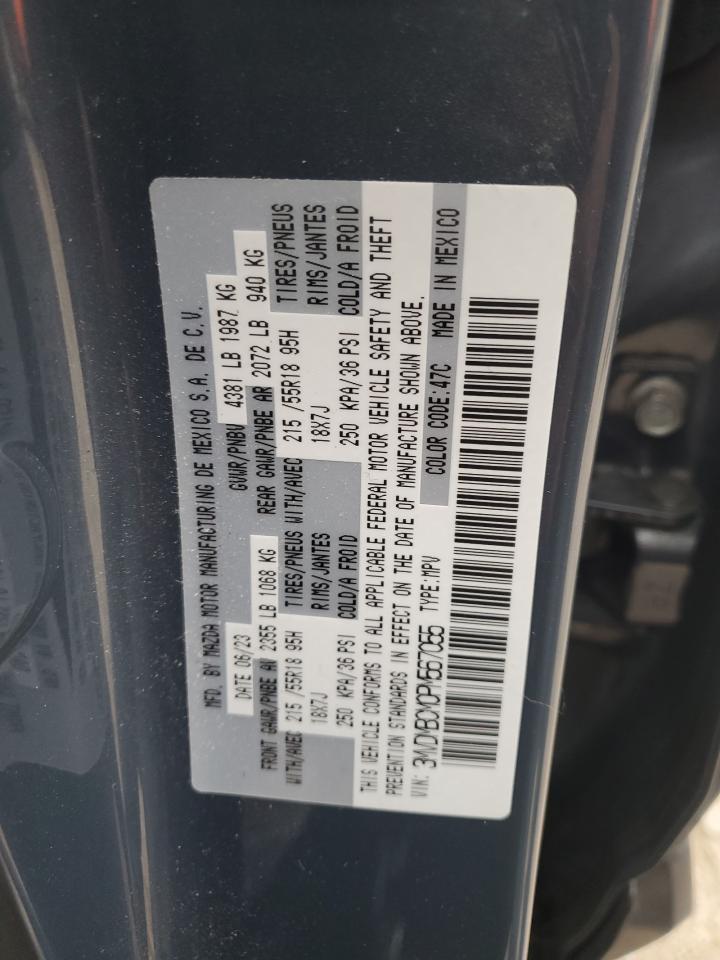 MFD. BY MAZDA MOTOR MANUFACTURING DE MEXICO S.A. DE C.V.
DATE 06/23 GVWR/PNBV 4381 LB 1987 KG
FRONT GAWR/PNBE AV 2355 LB 1068 KG REAR GAWR/PNBE AR 2072 LB 940 KG
WITH/AVEC 215 /55R18 95H TIRES/PNEUS WITH/AVEC 215 /55R18 95H TIRES/PNEUS
18X7J RIMS/JANTES 18X7J RIMS/JANTES
250 KPA/36 PSI COLD/A FROID 250 KPA/36 PSI COLD/A FROID
THIS VEHICLE CONFORMS TO ALL APPLICABLE FEDERAL MOTOR VEHICLE SAFETY AND THEFT
PREVENTION STANDARDS IN EFFECT ON THE DATE OF MANUFACTURE SHOWN ABOVE.
VIN: TYPE:MPV COLOR CODE:47C MADE IN MEXICO